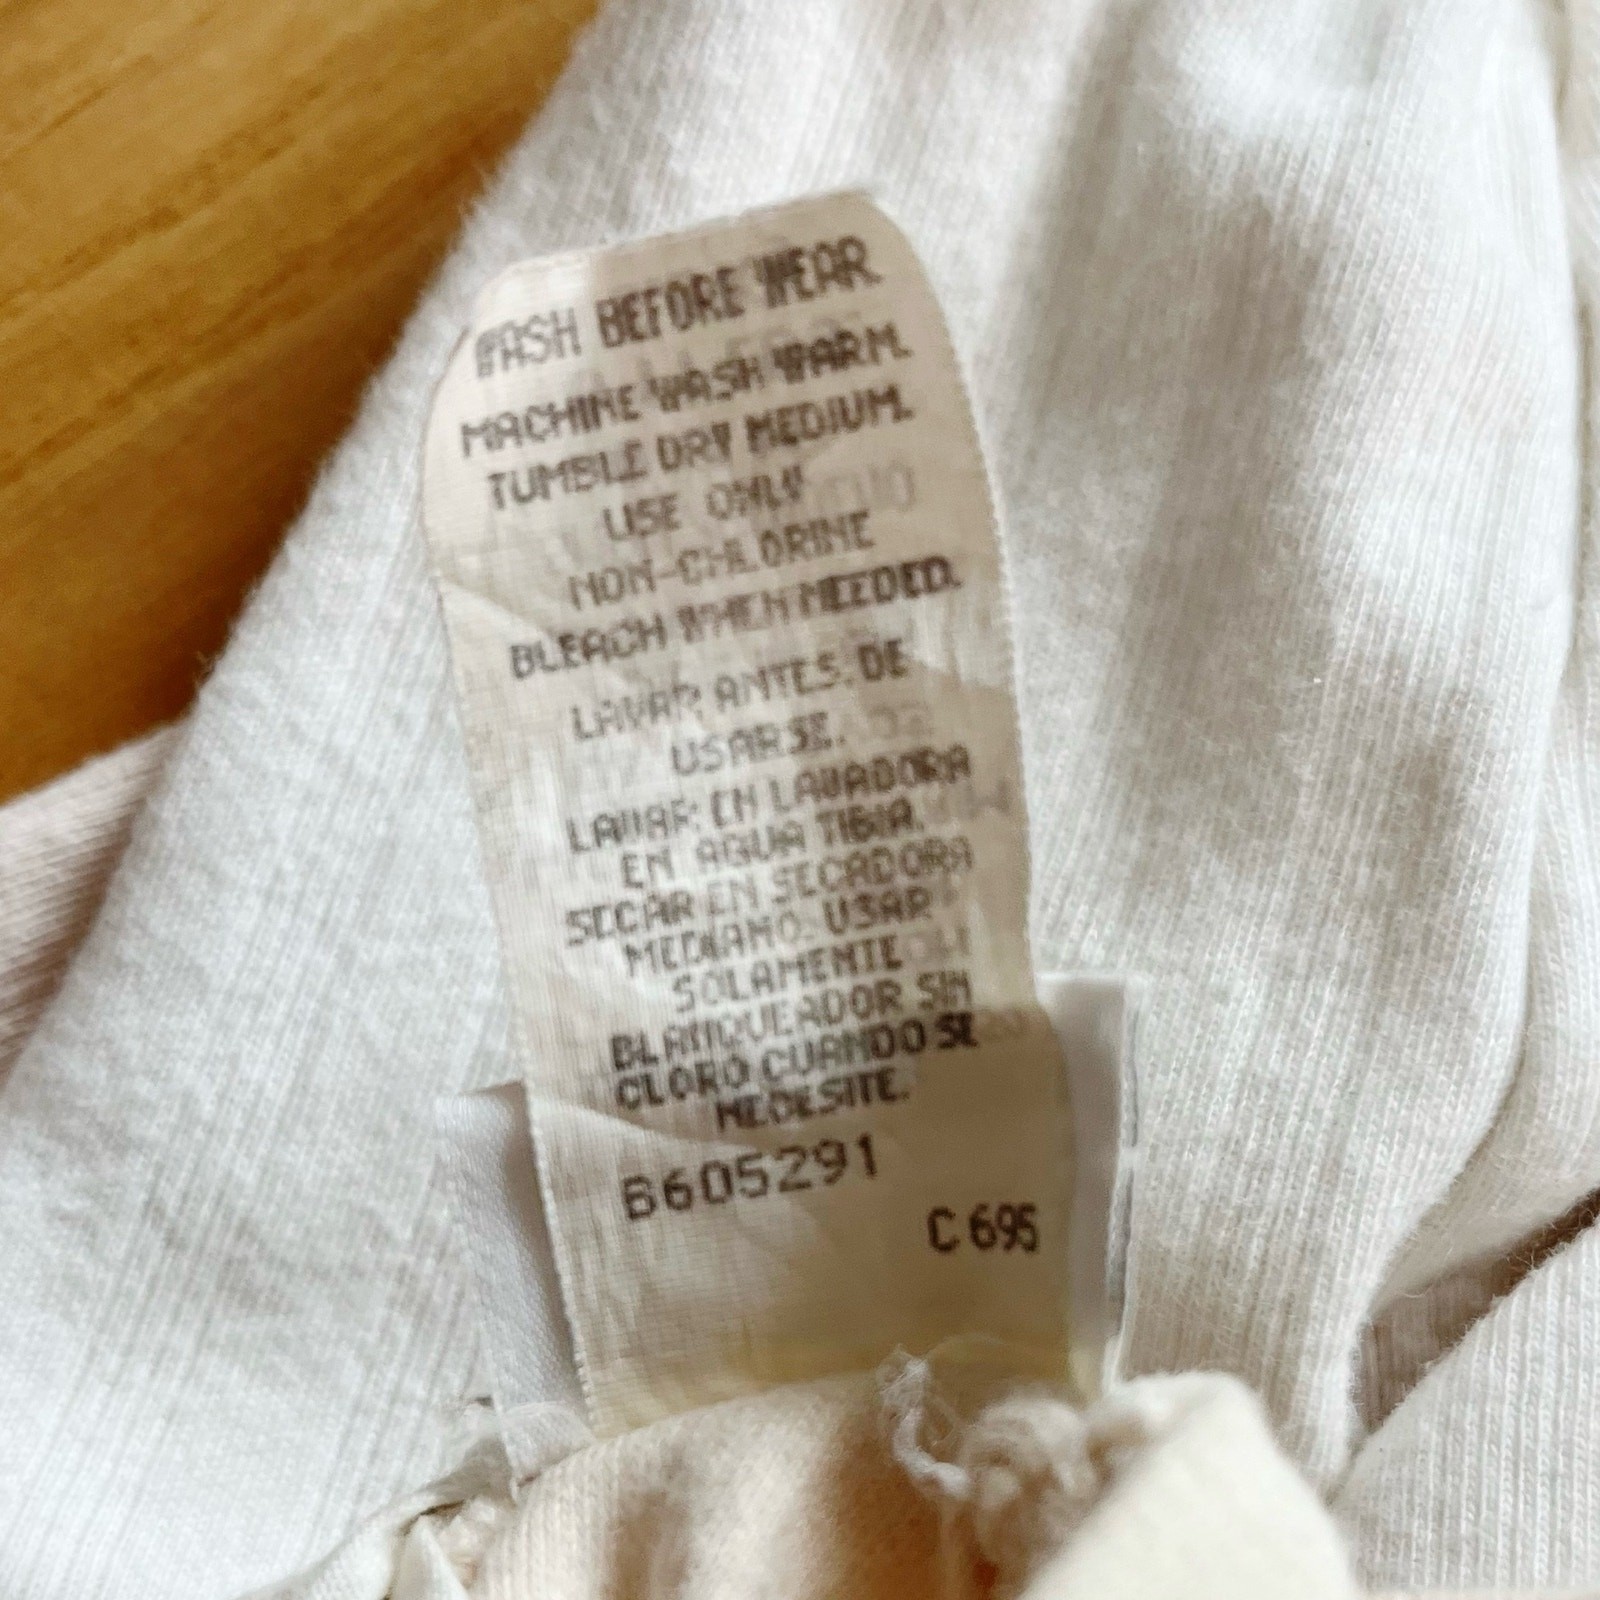 WASH BEFORE WEAR
MACHINE WASH WARM.
TUMBLE DRY MEDIUM.
USE ONLY
NON-CHLORINE
BLEACH WHEN NEEDED.
LAVAR ANTES DE
USARSE.
LAVAR EN LAVADORA
EN AGUA TIBIA.
SECAR EN SECADORA
MEDIANO. USAR
SOLAMENTE
BLANQUEADOR SIN
CLORO CUANDO SE
NECESITE.
B605291
C 695